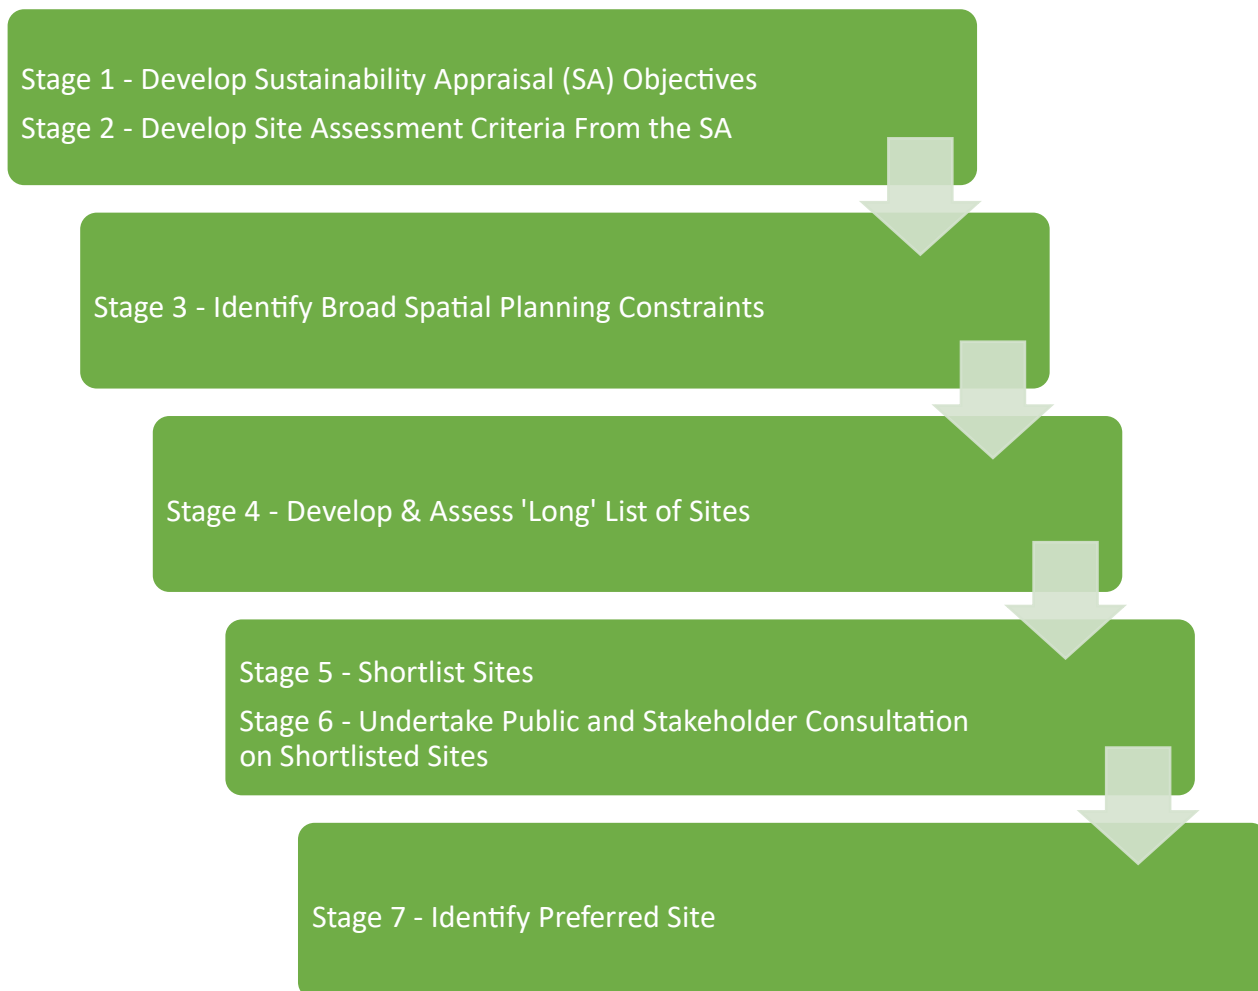 Stage 1 - Develop Sustainability Appraisal (SA) Objectives
Stage 2 - Develop Site Assessment Criteria From the SA
Stage 3 - Identify Broad Spatial Planning Constraints
Stage 4 - Develop & Assess 'Long' List of Sites
Stage 5 - Shortlist Sites
Stage 6 - Undertake Public and Stakeholder Consultation
on Shortlisted Sites
Stage 7 - Identify Preferred Site